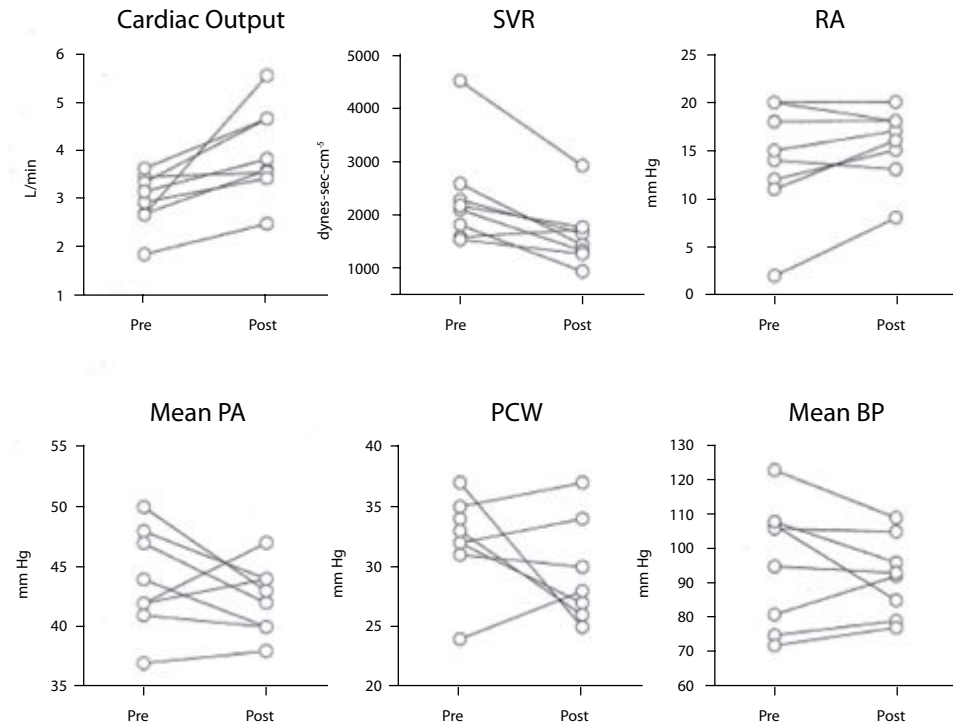 Cardiac Output
6
5
4
3
2
1
L/min
Pre
Post
SVR
5000
4000
3000
2000
1000
dynes-sec-cm⁻⁵
Pre
Post
RA
25
20
15
10
5
0
mm Hg
Pre
Post
Mean PA
55
50
45
40
35
mm Hg
Pre
Post
PCW
40
35
30
25
20
mm Hg
Pre
Post
Mean BP
130
120
110
100
90
80
70
60
mm Hg
Pre
Post